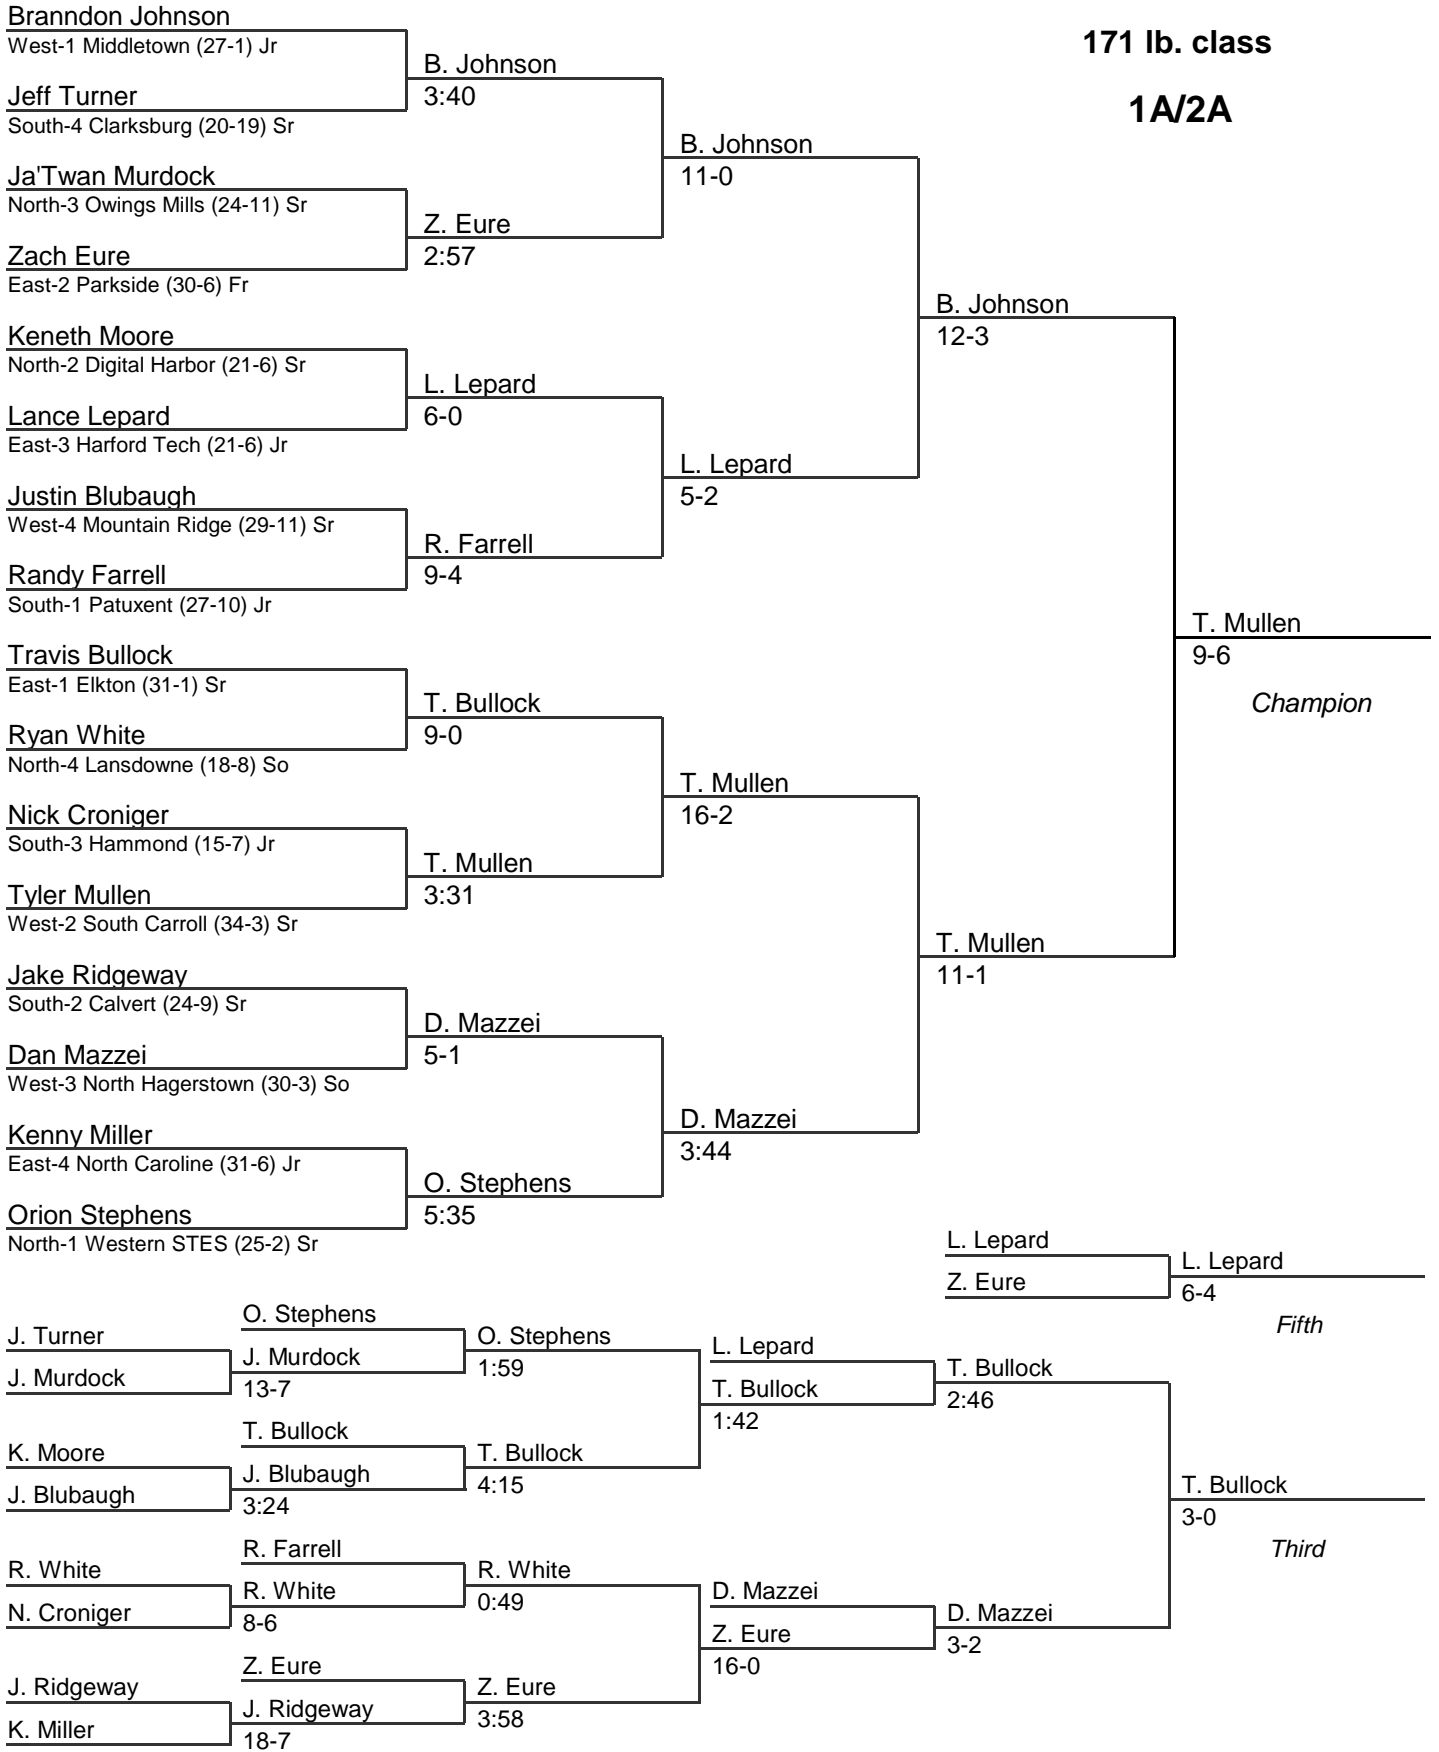 171 lb. class
1A/2A
Branndon Johnson
West-1 Middletown (27-1) Jr
Jeff Turner
South-4 Clarksburg (20-19) Sr
Ja'Twan Murdock
North-3 Owings Mills (24-11) Sr
Zach Eure
East-2 Parkside (30-6) Fr
Keneth Moore
North-2 Digital Harbor (21-6) Sr
Lance Lepard
East-3 Harford Tech (21-6) Jr
Justin Blubaugh
West-4 Mountain Ridge (29-11) Sr
Randy Farrell
South-1 Patuxent (27-10) Jr
Travis Bullock
East-1 Elkton (31-1) Sr
Ryan White
North-4 Lansdowne (18-8) So
Nick Croniger
South-3 Hammond (15-7) Jr
Tyler Mullen
West-2 South Carroll (34-3) Sr
Jake Ridgeway
South-2 Calvert (24-9) Sr
Dan Mazzei
West-3 North Hagerstown (30-3) So
Kenny Miller
East-4 North Caroline (31-6) Jr
Orion Stephens
North-1 Western STES (25-2) Sr
B. Johnson
3:40
Z. Eure
2:57
L. Lepard
6-0
R. Farrell
9-4
T. Bullock
9-0
T. Mullen
3:31
D. Mazzei
5-1
O. Stephens
5:35
B. Johnson
11-0
L. Lepard
5-2
T. Mullen
16-2
D. Mazzei
3:44
B. Johnson
12-3
T. Mullen
11-1
T. Mullen
9-6
Champion
L. Lepard
Z. Eure
L. Lepard
6-4
Fifth
J. Turner
J. Murdock
K. Moore
J. Blubaugh
R. White
N. Croniger
J. Ridgeway
K. Miller
O. Stephens
J. Murdock
13-7
T. Bullock
J. Blubaugh
3:24
R. Farrell
R. White
8-6
Z. Eure
J. Ridgeway
18-7
O. Stephens
1:59
T. Bullock
4:15
R. White
0:49
Z. Eure
3:58
L. Lepard
T. Bullock
1:42
D. Mazzei
Z. Eure
16-0
T. Bullock
2:46
D. Mazzei
3-2
T. Bullock
3-0
Third